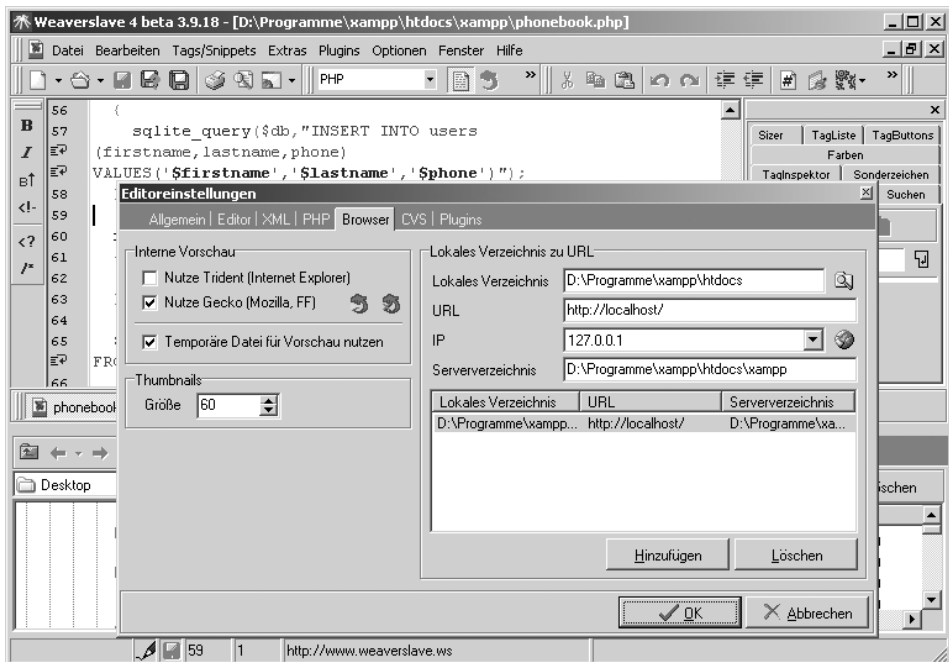 Weaverslave 4 beta 3.9.18 - [D:\Programme\xampp\htdocs\xampp\phonebook.php]
Datei Bearbeiten Tags/Snippets Extras Plugins Optionen Fenster Hilfe
PHP
56 {
57 sqlite_query($db,"INSERT INTO users
(firstname,lastname,phone)
VALUES('$firstname','$lastname','$phone')");
58
59
60
61
62
63
64
65
FRO
66
B
I
B
<!-
<?
/*
Sizer TagListe TagButtons
Farben
TagInspektor Sonderzeichen
Suchen
Editoreinstellungen
Allgemein Editor XML PHP Browser CVS Plugins
Interne Vorschau
Nutze Trident (Internet Explorer)
Nutze Gecko (Mozilla, FF)
Temporäre Datei für Vorschau nutzen
Thumbnails
Größe 60
Lokales Verzeichnis zu URL
Lokales Verzeichnis D:\Programme\xampp\htdocs
URL http://localhost/
IP 127.0.0.1
Serververzeichnis D:\Programme\xampp\htdocs\xampp
Lokales Verzeichnis URL Serververzeichnis
D:\Programme\xampp... http://localhost/ D:\Programme\xa...
Hinzufügen Löschen
OK Abbrechen
phonebook
Desktop
schen
59 1 http://www.weaverslave.ws